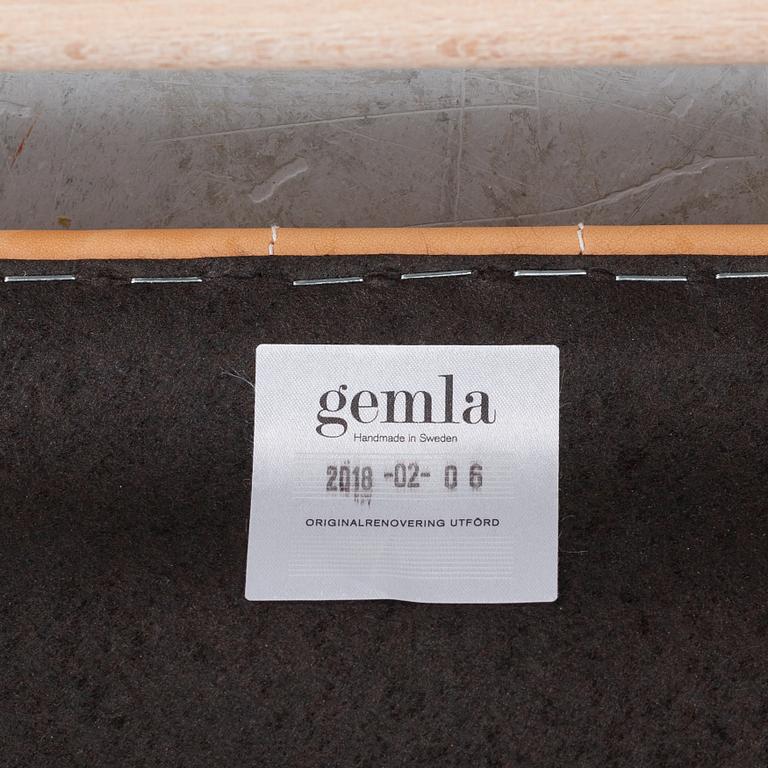 gemla
Handmade in Sweden
2018 -02- 06
ORIGINALRENOVERING UTFÖRD